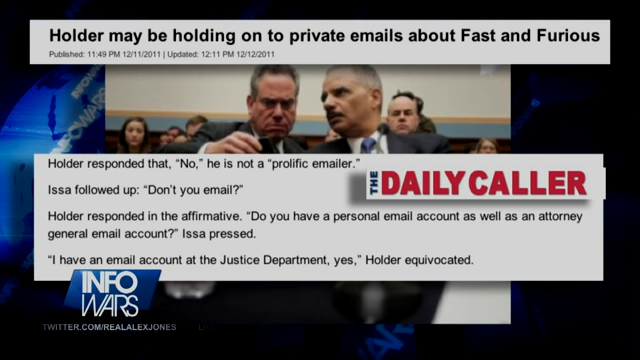 Holder may be holding on to private emails about Fast and Furious
Published: 11:49 PM 12/11/2011 | Updated: 12:11 PM 12/12/2011
Holder responded that, “No,” he is not a “prolific emailer.”
Issa followed up: “Don’t you email?”
THE DAILY CALLER
Holder responded in the affirmative. “Do you have a personal email account as well as an attorney
general email account?” Issa pressed.
“I have an email account at the Justice Department, yes,” Holder equivocated.
INFO
WARS
TWITTER.COM/REALALEXJONES